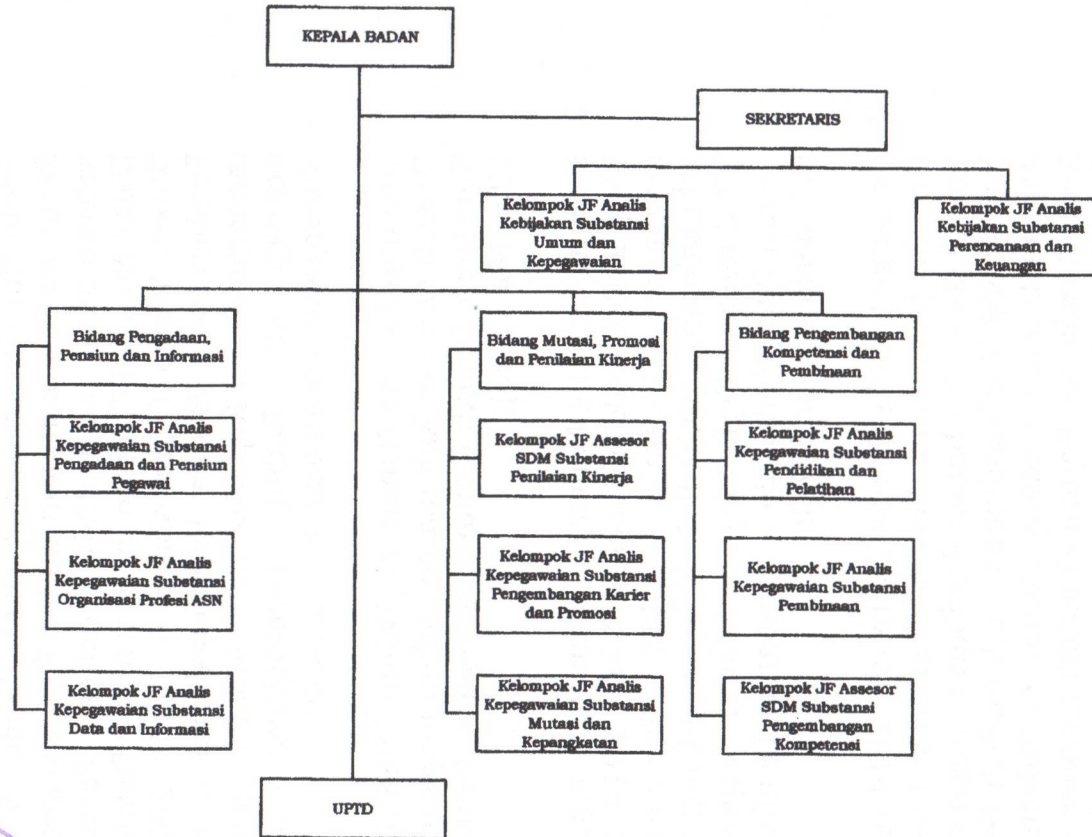 KEPALA BADAN
SEKRETARIS
Kelompok JF Analis
Kebijakan Substansi
Umum dan
Kepegawaian
Kelompok JF Analis
Kebijakan Substansi
Perencanaan dan
Keuangan
Bidang Pengadaan,
Pensiun dan Informasi
Kelompok JF Analis
Kepegawaian Substansi
Pengadaan dan Pensiun
Pegawai
Kelompok JF Analis
Kepegawaian Substansi
Organisasi Profesi ASN
Kelompok JF Analis
Kepegawaian Substansi
Data dan Informasi
Bidang Mutasi, Promosi
dan Penilaian Kinerja
Kelompok JF Assesor
SDM Substansi
Penilaian Kinerja
Kelompok JF Analis
Kepegawaian Substansi
Pengembangan Karier
dan Promosi
Kelompok JF Analis
Kepegawaian Substansi
Mutasi dan
Kepangkatan
Bidang Pengembangan
Kompetensi dan
Pembinaan
Kelompok JF Analis
Kepegawaian Substansi
Pendidikan dan
Pelatihan
Kelompok JF Analis
Kepegawaian Substansi
Pembinaan
Kelompok JF Assesor
SDM Substansi
Pengembangan
Kompetensi
UPTD